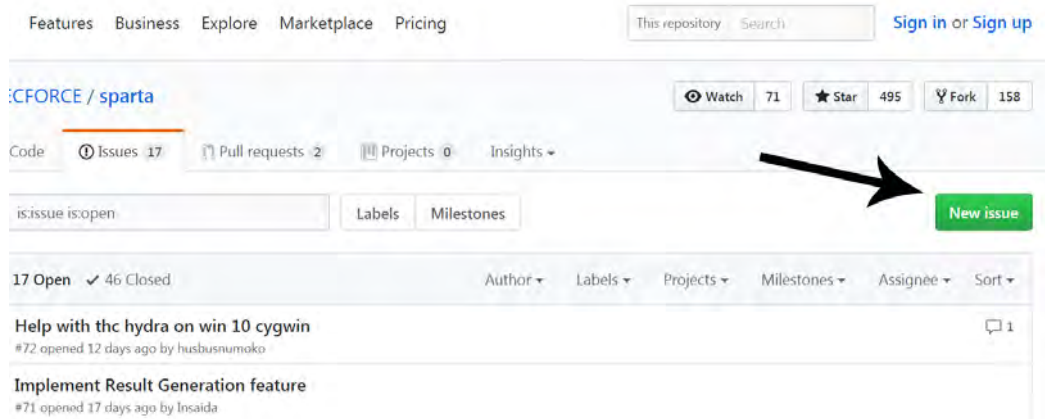 Features Business Explore Marketplace Pricing This repository Search Sign in or Sign up
CFORCE / sparta Watch 71 Star 495 Fork 158
Code Issues 17 Pull requests 2 Projects 0 Insights
is:issue is:open Labels Milestones New issue
17 Open 46 Closed Author Labels Projects Milestones Assignee Sort
Help with thc hydra on win 10 cygwin 1
#72 opened 12 days ago by husbusnumoko
Implement Result Generation feature
#71 opened 17 days ago by Insaida